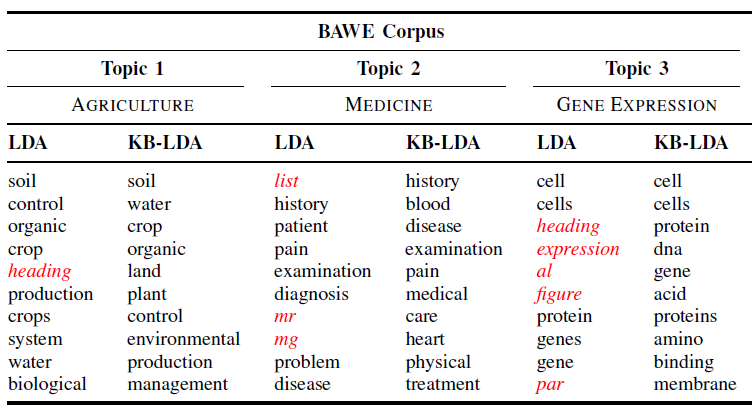 BAWE Corpus
Topic 1 Topic 2 Topic 3
AGRICULTURE MEDICINE GENE EXPRESSION
LDA KB-LDA LDA KB-LDA LDA KB-LDA
soil soil list history cell cell
control water history blood cells cells
organic crop patient disease heading protein
crop organic pain examination expression dna
heading land examination pain al gene
production plant diagnosis medical figure acid
crops control mr care protein proteins
system environmental mg heart genes amino
water production problem physical gene binding
biological management disease treatment par membrane